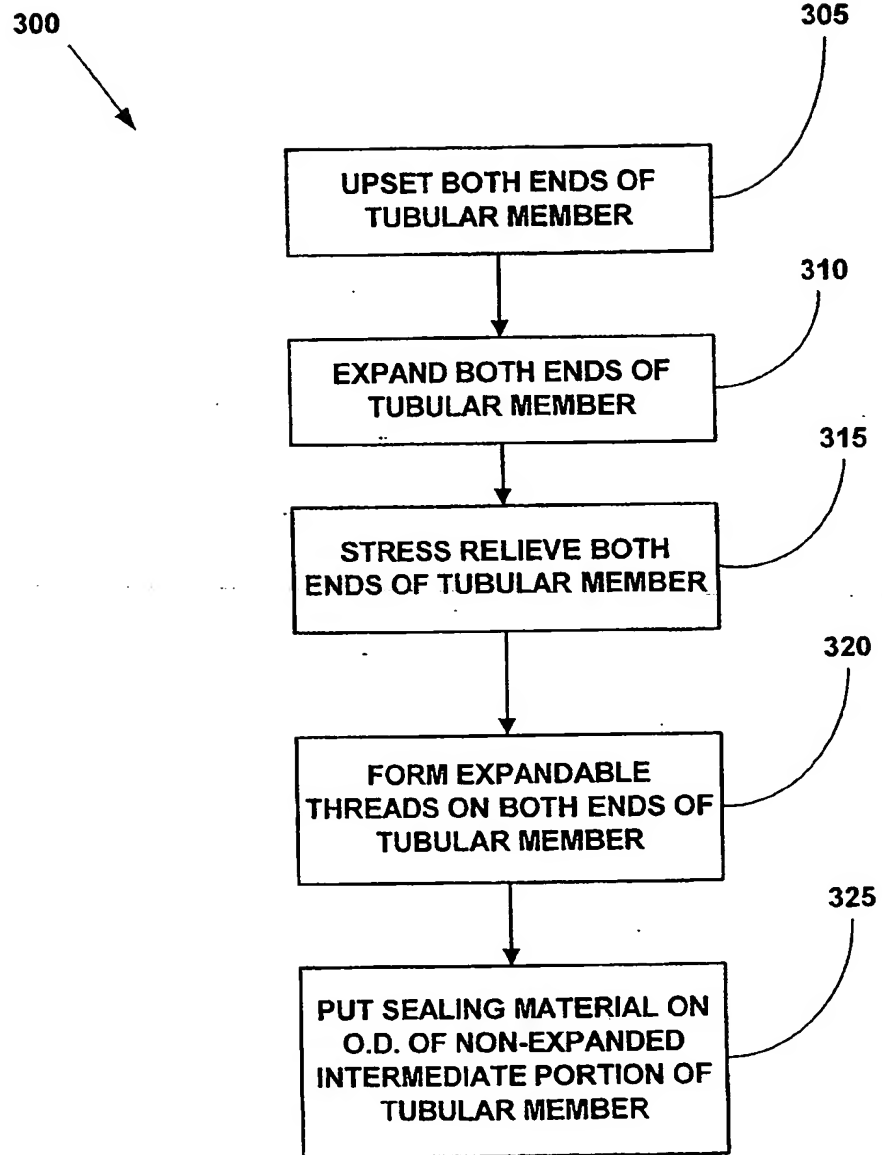 300
305
UPSET BOTH ENDS OF
TUBULAR MEMBER
310
EXPAND BOTH ENDS OF
TUBULAR MEMBER
315
STRESS RELIEVE BOTH
ENDS OF TUBULAR MEMBER
320
FORM EXPANDABLE
THREADS ON BOTH ENDS OF
TUBULAR MEMBER
325
PUT SEALING MATERIAL ON
O.D. OF NON-EXPANDED
INTERMEDIATE PORTION OF
TUBULAR MEMBER